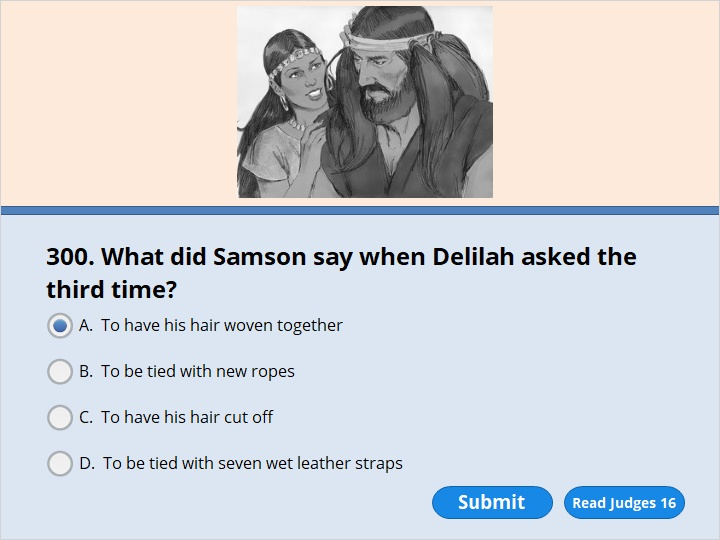 300. What did Samson say when Delilah asked the
third time?
A. To have his hair woven together
B. To be tied with new ropes
C. To have his hair cut off
D. To be tied with seven wet leather straps
Submit
Read Judges 16